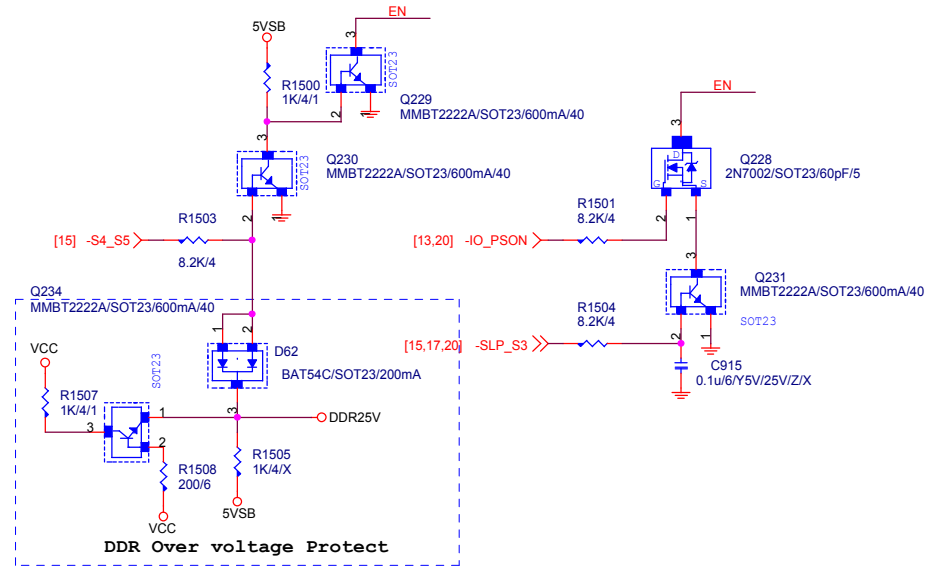 EN
5VSB
3
SOT23
R1500
1K/4/1
2
1
Q229
MMBT2222A/SOT23/600mA/40
3
SOT23
Q230
MMBT2222A/SOT23/600mA/40
2
1
R1503
[15] -S4_S5
8.2K/4
Q234
MMBT2222A/SOT23/600mA/40
1
2
D62
BAT54C/SOT23/200mA
3
VCC
SOT23
R1507
1K/4/1
3
1
2
DDR25V
R1508
200/6
R1505
1K/4/X
VCC
5VSB
DDR Over voltage Protect
EN
3
D
G
S
Q228
2N7002/SOT23/60pF/5
R1501
8.2K/4
2
1
[13,20] -IO_PSON
3
Q231
MMBT2222A/SOT23/600mA/40
SOT23
R1504
8.2K/4
2
1
[15,17,20] -SLP_S3
C915
0.1u/6/Y5V/25V/Z/X